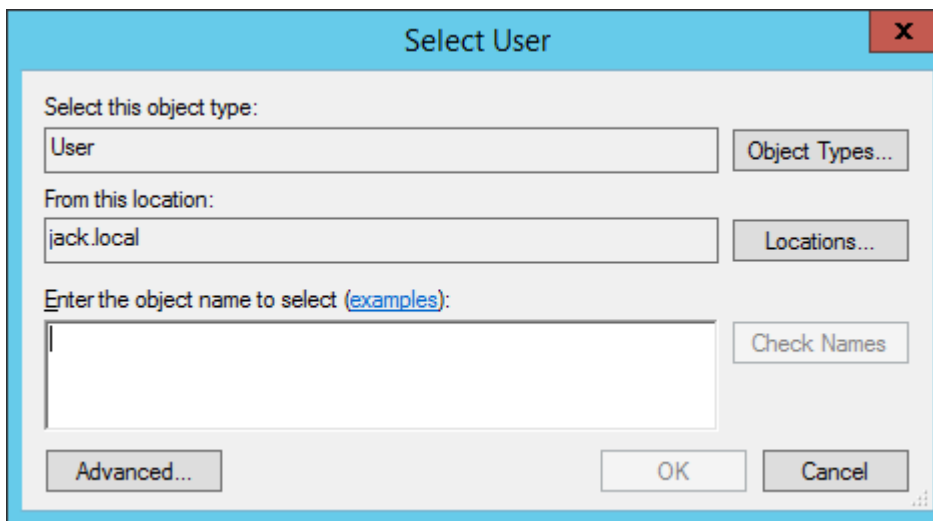 Select User
x
Select this object type:
User
Object Types...
From this location:
jack.local
Locations...
Enter the object name to select (examples):
Check Names
Advanced...
OK
Cancel